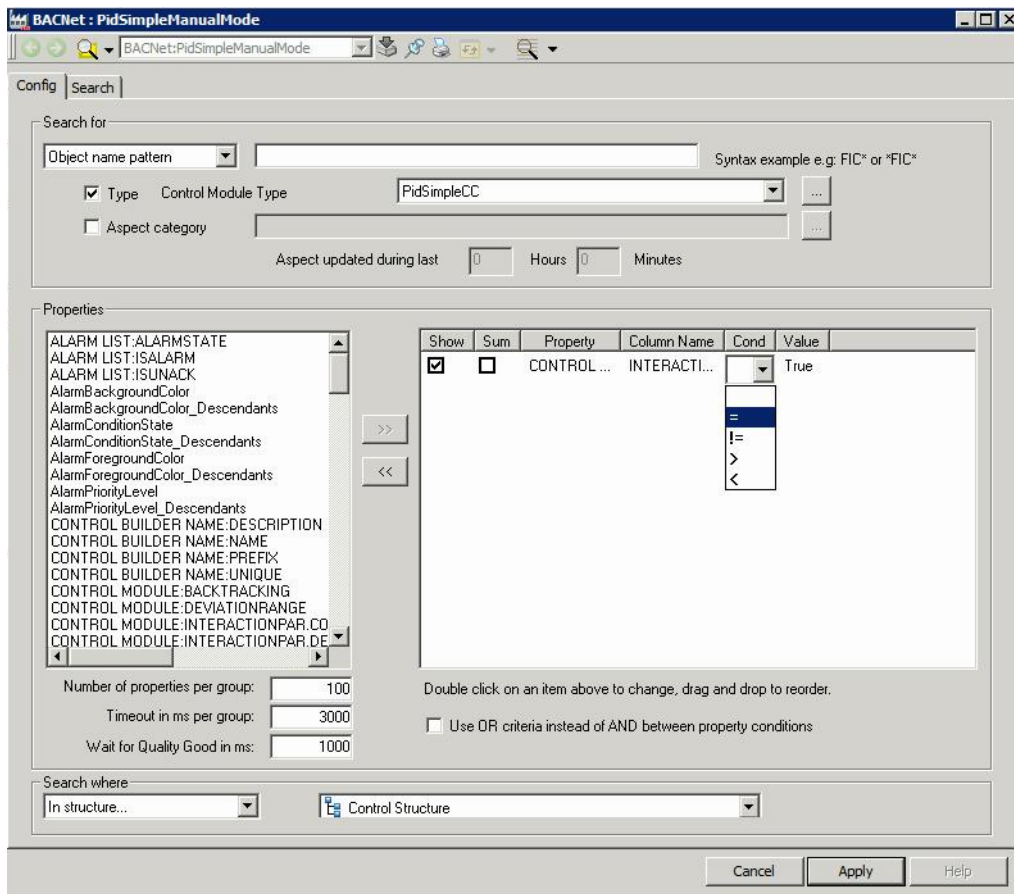 BACNet : PidSimpleManualMode
BACNet:PidSimpleManualMode
Config Search
Search for
Object name pattern Syntax example e.g: FIC* or *FIC*
Type Control Module Type PidSimpleCC ...
Aspect category ...
Aspect updated during last 0 Hours 0 Minutes
Properties
ALARM LIST:ALARMSTATE
ALARM LIST:ISALARM
ALARM LIST:ISUNACK
AlarmBackgroundColor
AlarmBackgroundColor_Descendants
AlarmConditionState
AlarmConditionState_Descendants
AlarmForegroundColor
AlarmForegroundColor_Descendants
AlarmPriorityLevel
AlarmPriorityLevel_Descendants
CONTROL BUILDER NAME:DESCRIPTION
CONTROL BUILDER NAME:NAME
CONTROL BUILDER NAME:PREFIX
CONTROL BUILDER NAME:UNIQUE
CONTROL MODULE:BACKTRACKING
CONTROL MODULE:DEVIATIONRANGE
CONTROL MODULE:INTERACTIONPAR.CO
CONTROL MODULE:INTERACTIONPAR.DE
>>
<<
Show Sum Property Column Name Cond Value
CONTROL ... INTERACTI... True
=
!=
>
<
Number of properties per group: 100
Timeout in ms per group: 3000
Wait for Quality Good in ms: 1000
Double click on an item above to change, drag and drop to reorder.
Use OR criteria instead of AND between property conditions
Search where
In structure... Control Structure
Cancel Apply Help